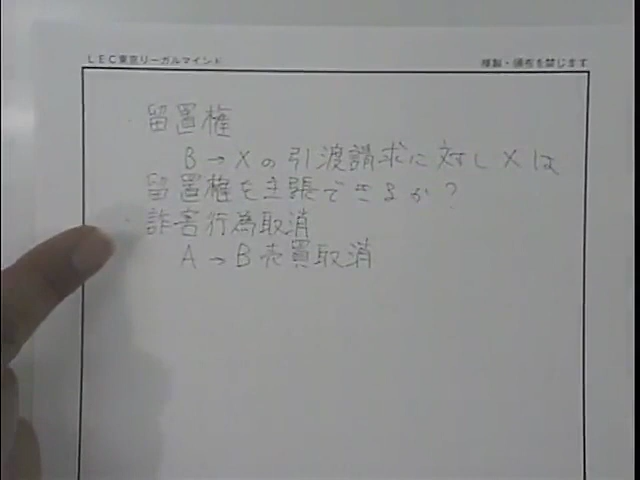 LEC東京リーガルマインド
複製・頒布を禁じます
・留置権
B→Xの引渡請求に対しXは
留置権を主張できるか?
・詐害行為取消
A→B売買取消